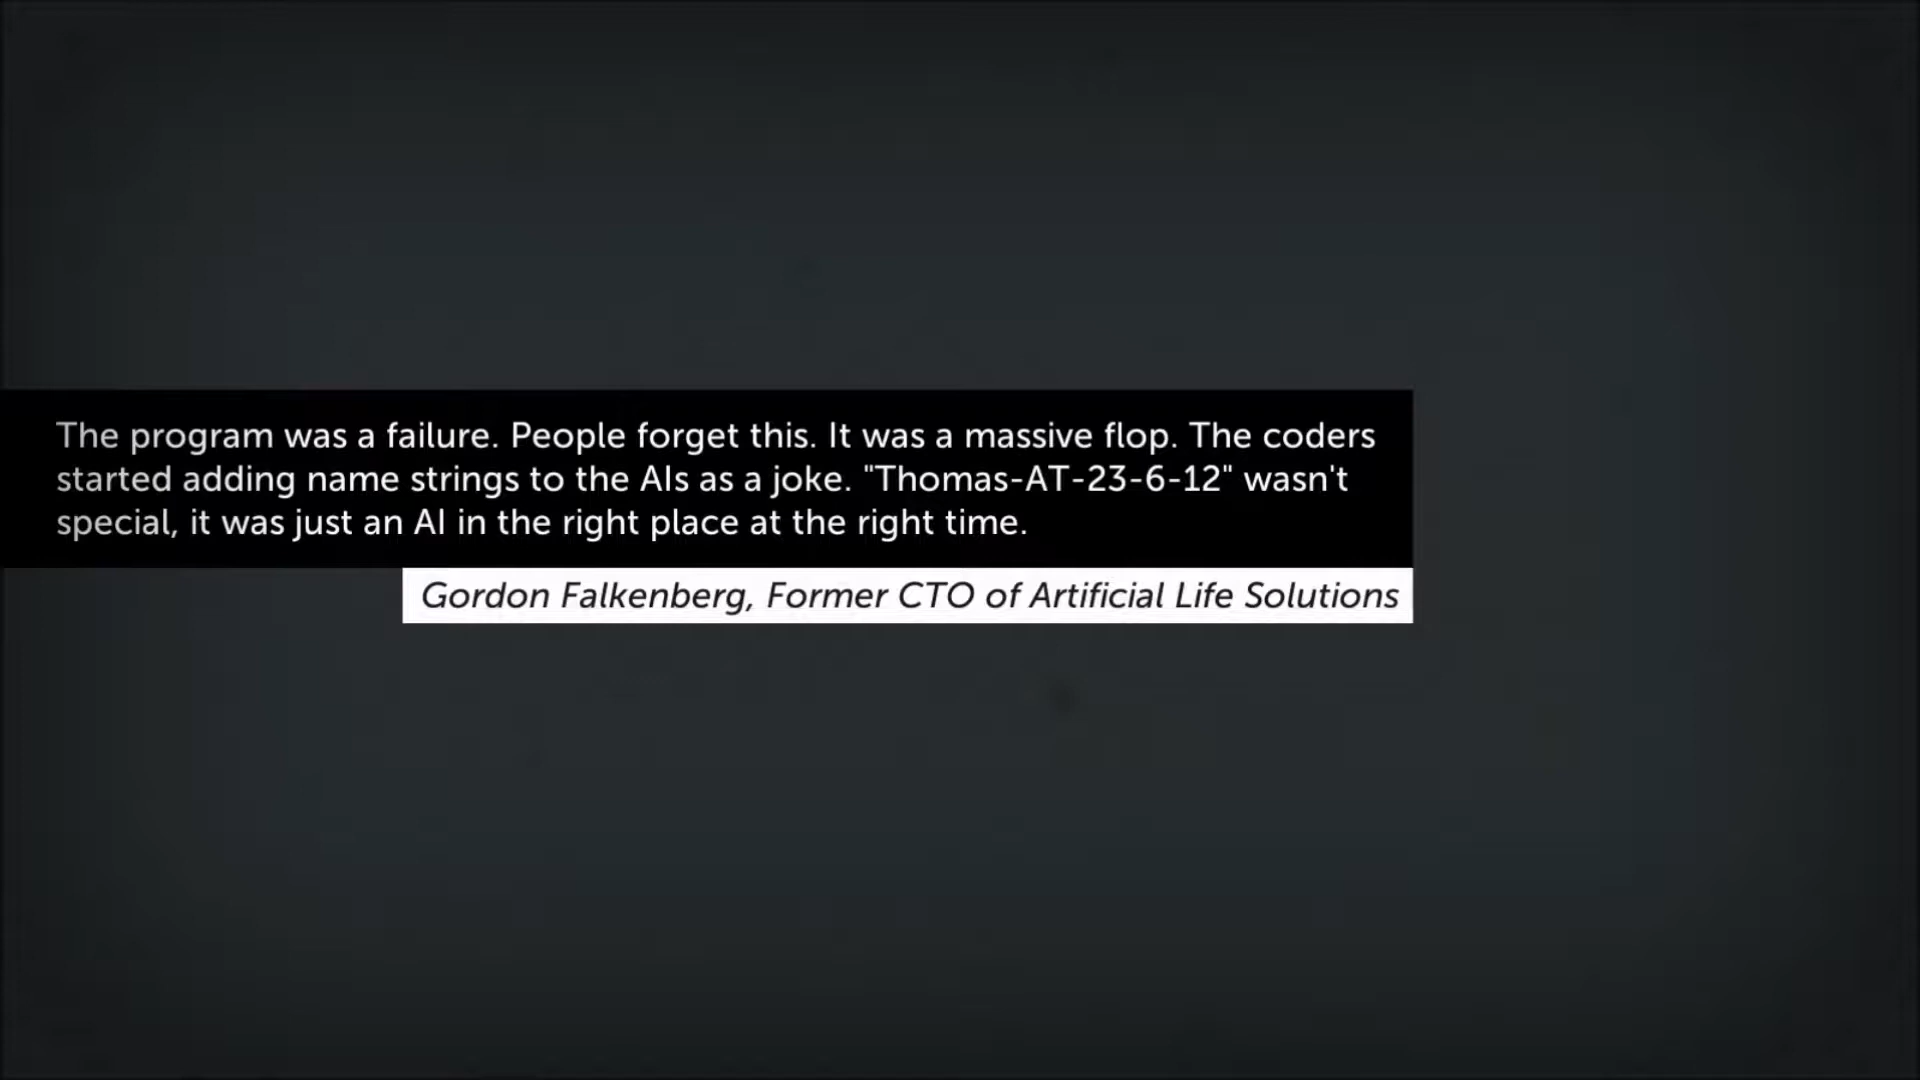 The program was a failure. People forget this. It was a massive flop. The coders
started adding name strings to the AIs as a joke. "Thomas-AT-23-6-12" wasn't
special, it was just an AI in the right place at the right time.
Gordon Falkenberg, Former CTO of Artificial Life Solutions